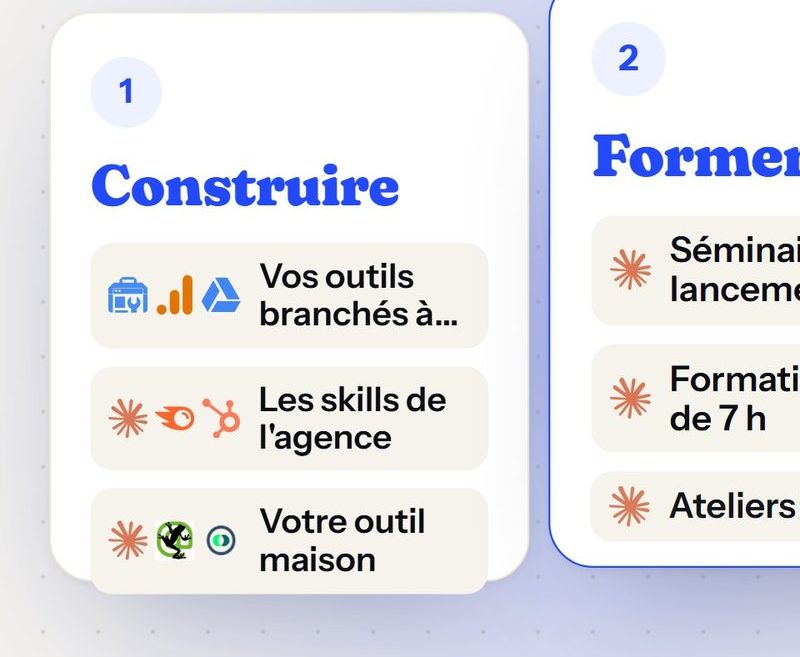 1
Construire
Vos outils
branchés à...
Les skills de
l'agence
Votre outil
maison
2
Former
Séminai
lanceme
Formati
de 7 h
Ateliers